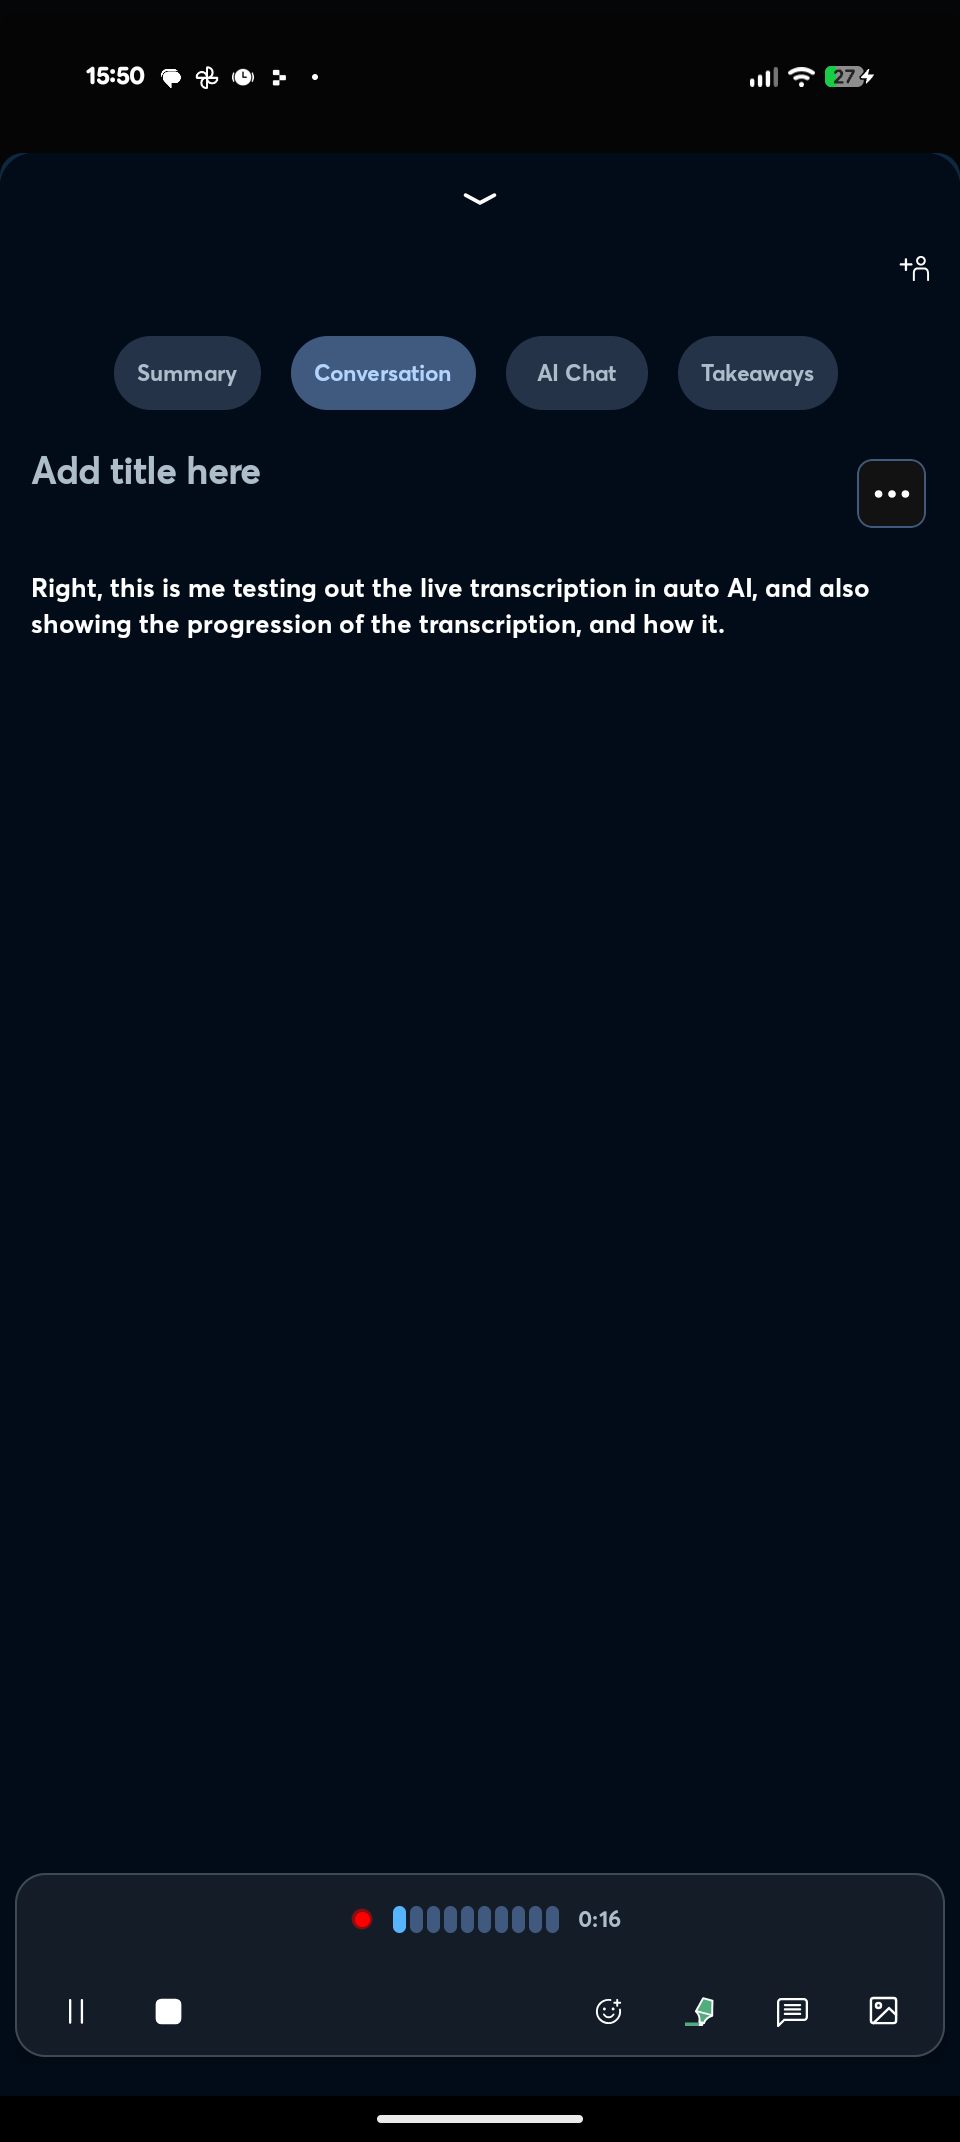 15:50
27
Summary Conversation AI Chat Takeaways
Add title here
Right, this is me testing out the live transcription in auto AI, and also
showing the progression of the transcription, and how it.
0:16